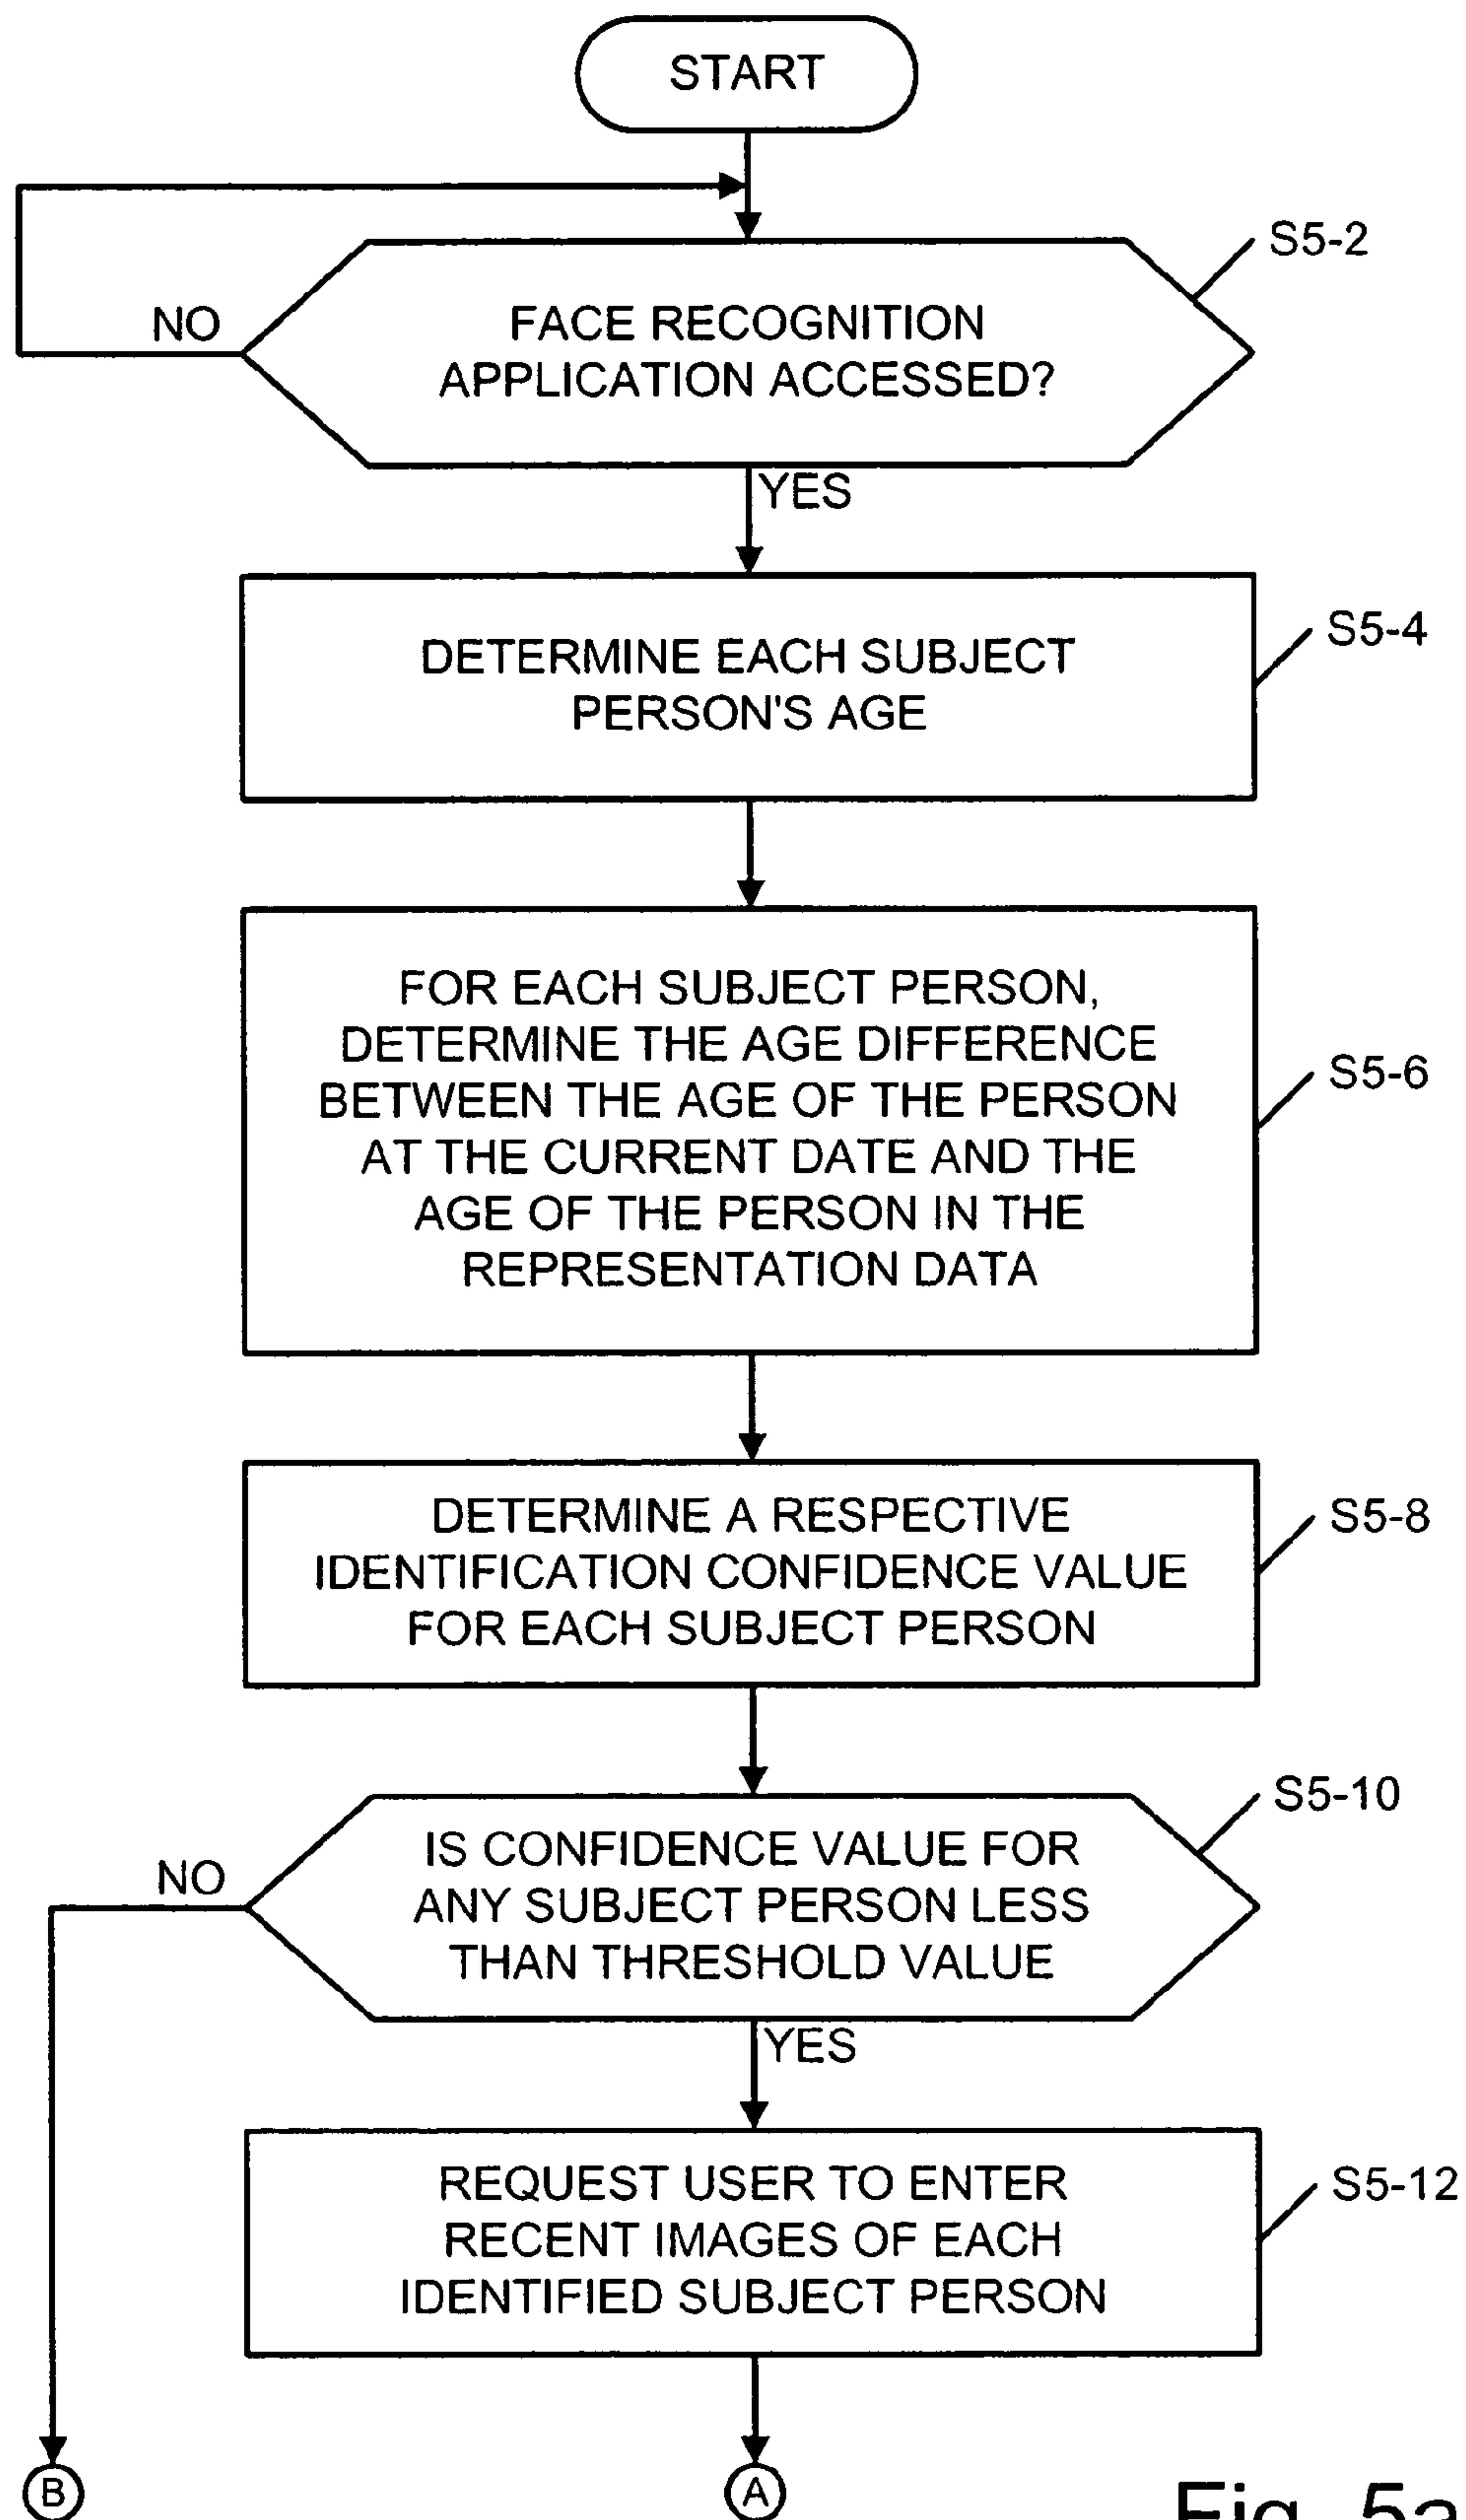 START
S5-2
NO
FACE RECOGNITION
APPLICATION ACCESSED?
YES
DETERMINE EACH SUBJECT
PERSON'S AGE
S5-4
FOR EACH SUBJECT PERSON,
DETERMINE THE AGE DIFFERENCE
BETWEEN THE AGE OF THE PERSON
AT THE CURRENT DATE AND THE
AGE OF THE PERSON IN THE
REPRESENTATION DATA
S5-6
DETERMINE A RESPECTIVE
IDENTIFICATION CONFIDENCE VALUE
FOR EACH SUBJECT PERSON
S5-8
S5-10
NO
IS CONFIDENCE VALUE FOR
ANY SUBJECT PERSON LESS
THAN THRESHOLD VALUE
YES
REQUEST USER TO ENTER
RECENT IMAGES OF EACH
IDENTIFIED SUBJECT PERSON
S5-12
B
A
Fig. 5a